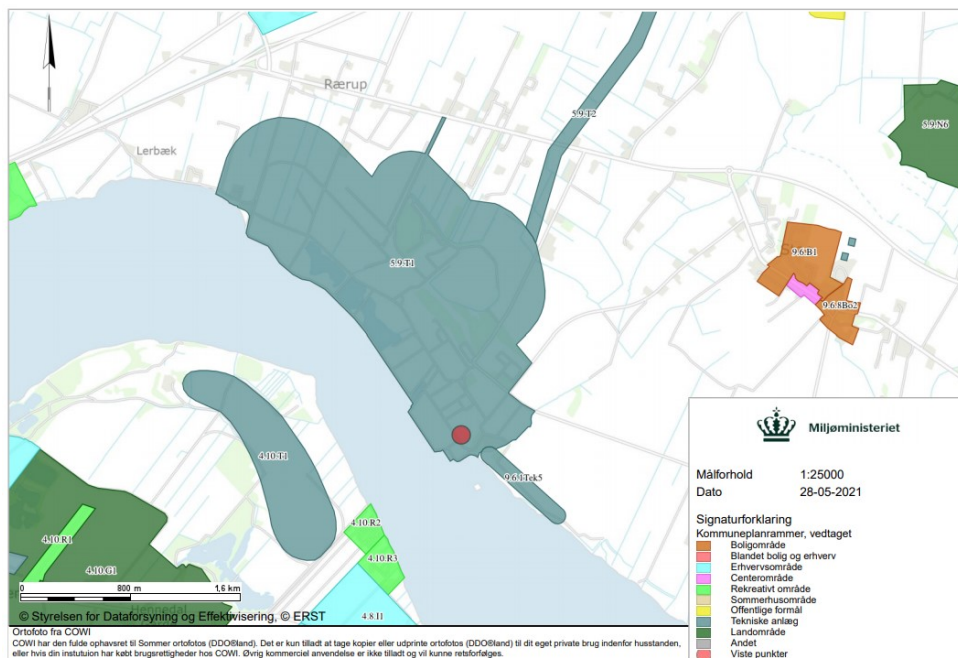 Rærup
Lerbæk
5.9.T2
5.9.N6
5.9.T1
9.6.B1
9.6.8Bo2
4.10.T1
9.6.1Tek5
4.10.R2
4.10.R3
4.10.R1
4.10.G1
4.8.I1
Hennedal
0 800 m 1,6 km
© Styrelsen for Dataforsyning og Effektivisering, © ERST
Miljøministeriet
Målforhold 1:25000
Dato 28-05-2021
Signaturforklaring
Kommuneplanrammer, vedtaget
Boligområde
Blandet bolig og erhverv
Erhvervsområde
Centerområde
Rekreativt område
Sommerhusområde
Offentlige formål
Tekniske anlæg
Landområde
Andet
Viste punkter
Ortofoto fra COWI
COWI har den fulde ophavsret til Sommer ortofotos (DDO®land). Det er kun tilladt at tage kopier eller udprinte ortofotos (DDO®land) til dit eget private brug indenfor husstanden,
eller hvis din instutuion har købt brugsrettigheder hos COWI. Øvrig kommerciel anvendelse er ikke tilladt og vil kunne retsforfølges.